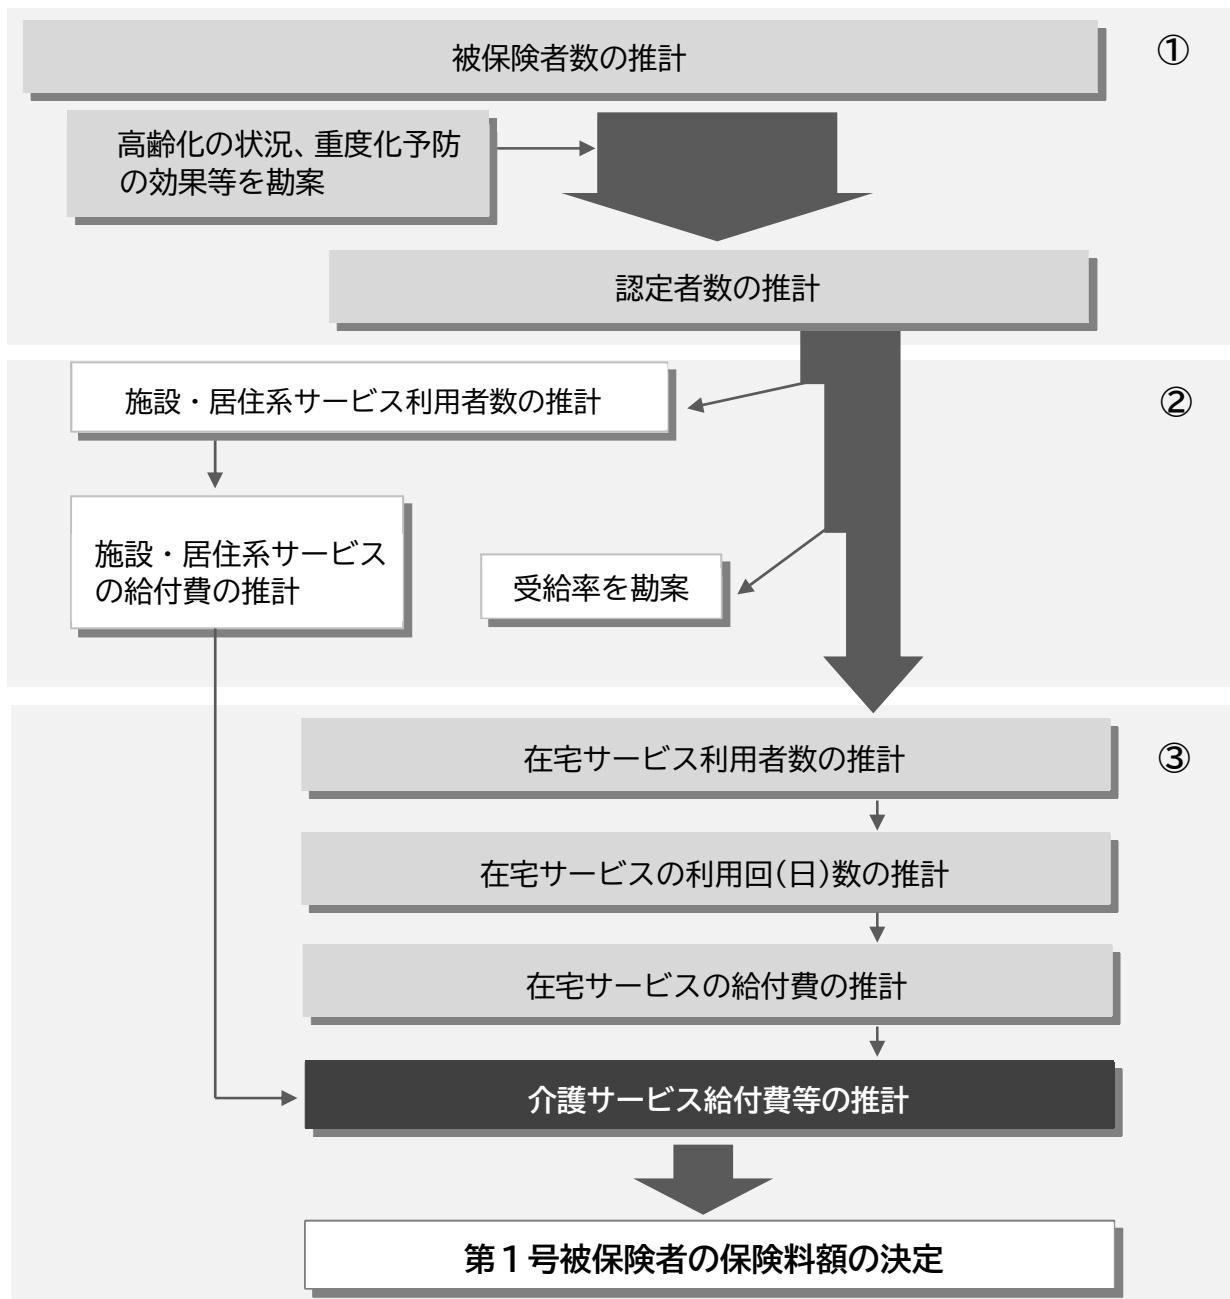 被保険者数の推計
①
高齢化の状況、重度化予防
の効果等を勘案
認定者数の推計
施設・居住系サービス利用者数の推計
②
施設・居住系サービス
の給付費の推計
受給率を勘案
在宅サービス利用者数の推計
③
在宅サービスの利用回(日)数の推計
在宅サービスの給付費の推計
介護サービス給付費等の推計
第1号被保険者の保険料額の決定